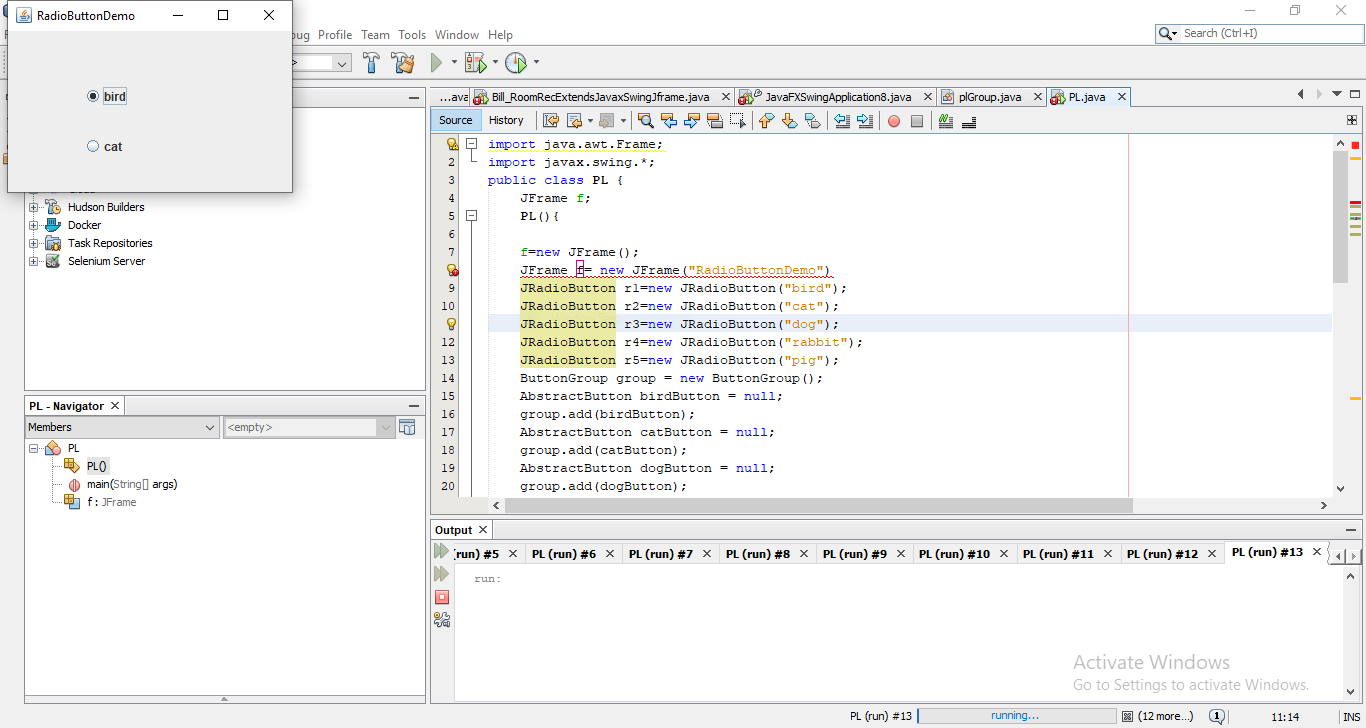 RadioButtonDemo
bird
cat
bug Profile Team Tools Window Help
Search (Ctrl+I)
...ava Bill_RoomRecExtendsJavaxSwingJframe.java JavaFXSwingApplication8.java plGroup.java PL.java
Source History
import java.awt.Frame;
2 import javax.swing.*;
3 public class PL {
4 JFrame f;
5 PL(){
6
7 f=new JFrame();
JFrame f= new JFrame("RadioButtonDemo")
9 JRadioButton r1=new JRadioButton("bird");
10 JRadioButton r2=new JRadioButton("cat");
JRadioButton r3=new JRadioButton("dog");
12 JRadioButton r4=new JRadioButton("rabbit");
13 JRadioButton r5=new JRadioButton("pig");
14 ButtonGroup group = new ButtonGroup();
15 AbstractButton birdButton = null;
16 group.add(birdButton);
17 AbstractButton catButton = null;
18 group.add(catButton);
19 AbstractButton dogButton = null;
20 group.add(dogButton);
Hudson Builders
Docker
Task Repositories
Selenium Server
PL - Navigator
Members <empty>
PL
PL()
main(String[] args)
f : JFrame
Output
(run) #5 PL (run) #6 PL (run) #7 PL (run) #8 PL (run) #9 PL (run) #10 PL (run) #11 PL (run) #12 PL (run) #13
run:
Activate Windows
Go to Settings to activate Windows.
PL (run) #13 running... (12 more...) 1 11:14 INS